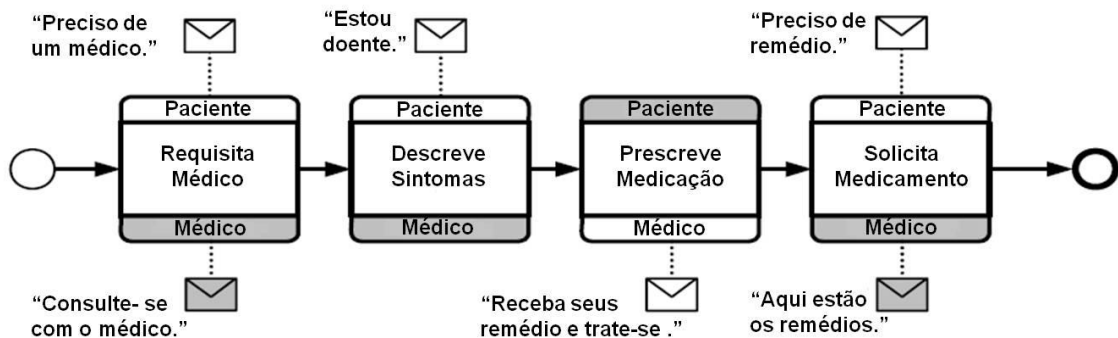 “Preciso de
um médico.”
“Estou
doente.”
“Preciso de
remédio.”
Paciente
Requisita
Médico
Médico
Paciente
Descreve
Sintomas
Médico
Paciente
Prescreve
Medicação
Médico
Paciente
Solicita
Medicamento
Médico
“Consulte- se
com o médico.”
“Receba seus
remédio e trate-se .”
“Aqui estão
os remédios.”